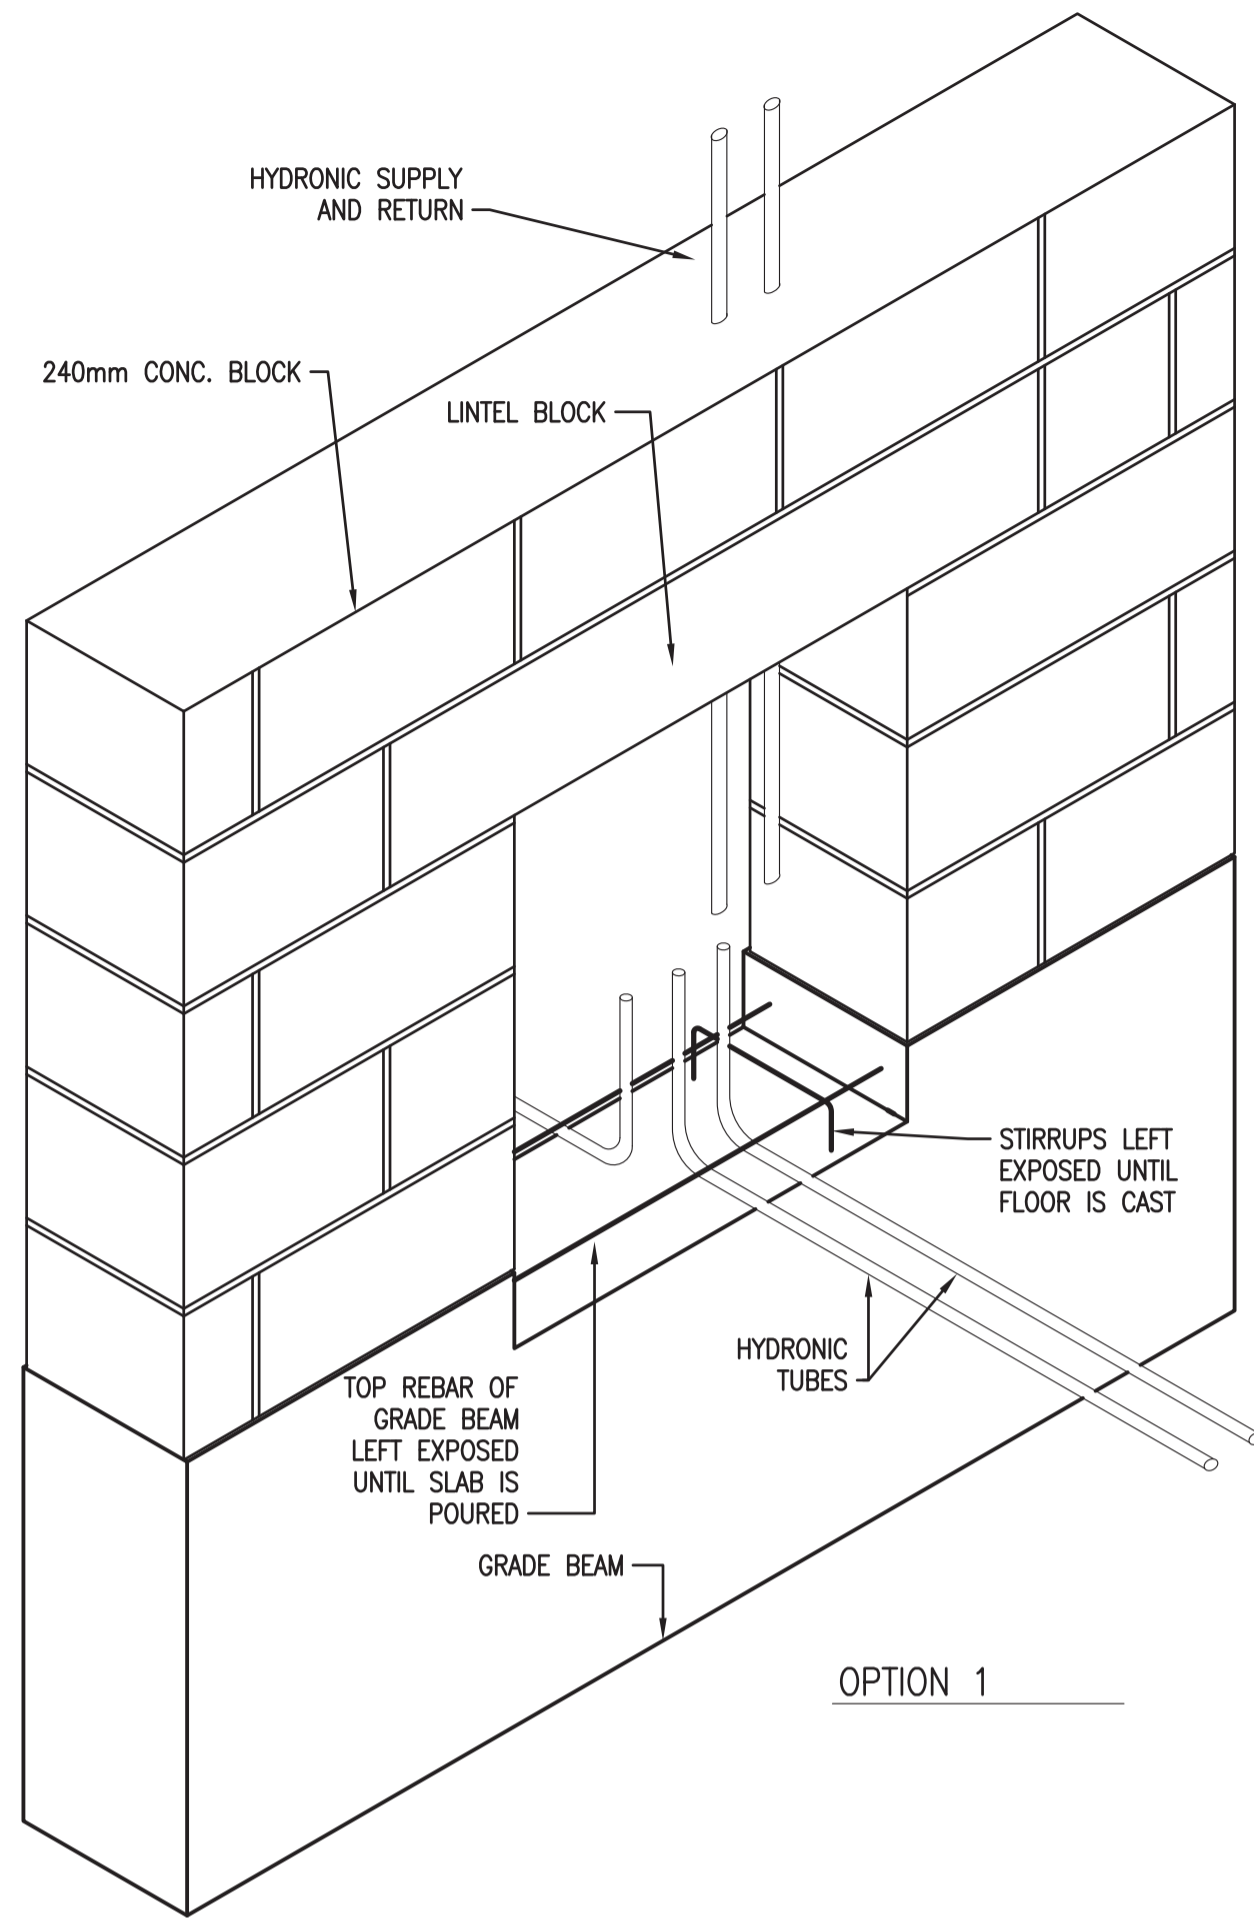 HYDRONIC SUPPLY
AND RETURN
240mm CONC. BLOCK
LINTEL BLOCK
STIRRUPS LEFT
EXPOSED UNTIL
FLOOR IS CAST
HYDRONIC
TUBES
TOP REBAR OF
GRADE BEAM
LEFT EXPOSED
UNTIL SLAB IS
POURED
GRADE BEAM
OPTION 1